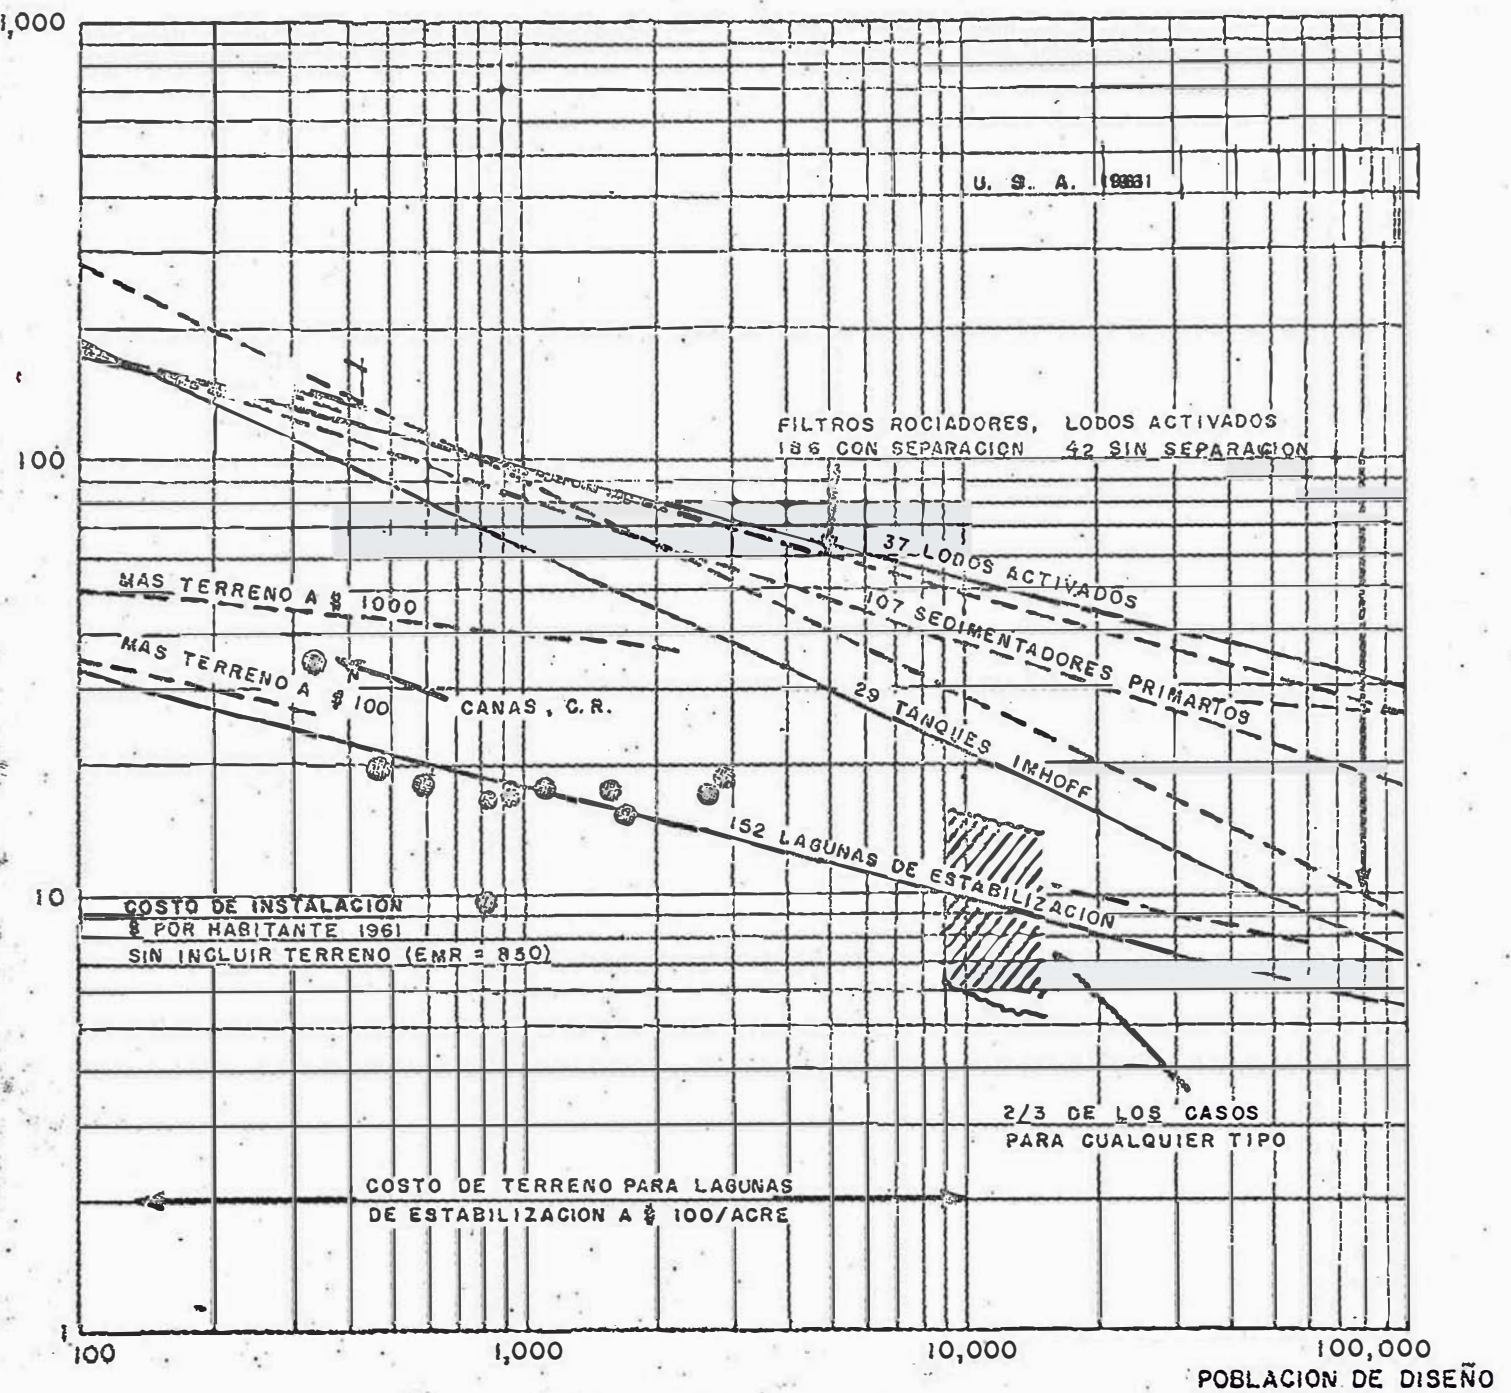 1,000
U. S. A.
FILTROS ROCIADORES, LODOS ACTIVADOS
186 CON SEPARACION 42 SIN SEPARACION
100
37 LODOS ACTIVADOS
107 SEDIMENTADORES PRIMARIOS
MAS TERRENO A $ 1000
MAS TERRENO A $ 100
CANAS, C.R.
29 TANQUES IMHOFF
152 LAGUNAS DE ESTABILIZACION
10
COSTO DE INSTALACION
$ POR HABITANTE 1961
SIN INCLUIR TERRENO (EMR = 850)
2/3 DE LOS CASOS
PARA CUALQUIER TIPO
COSTO DE TERRENO PARA LAGUNAS
DE ESTABILIZACION A $ 100/ACRE
1
100 1,000 10,000 100,000
POBLACION DE DISEÑO